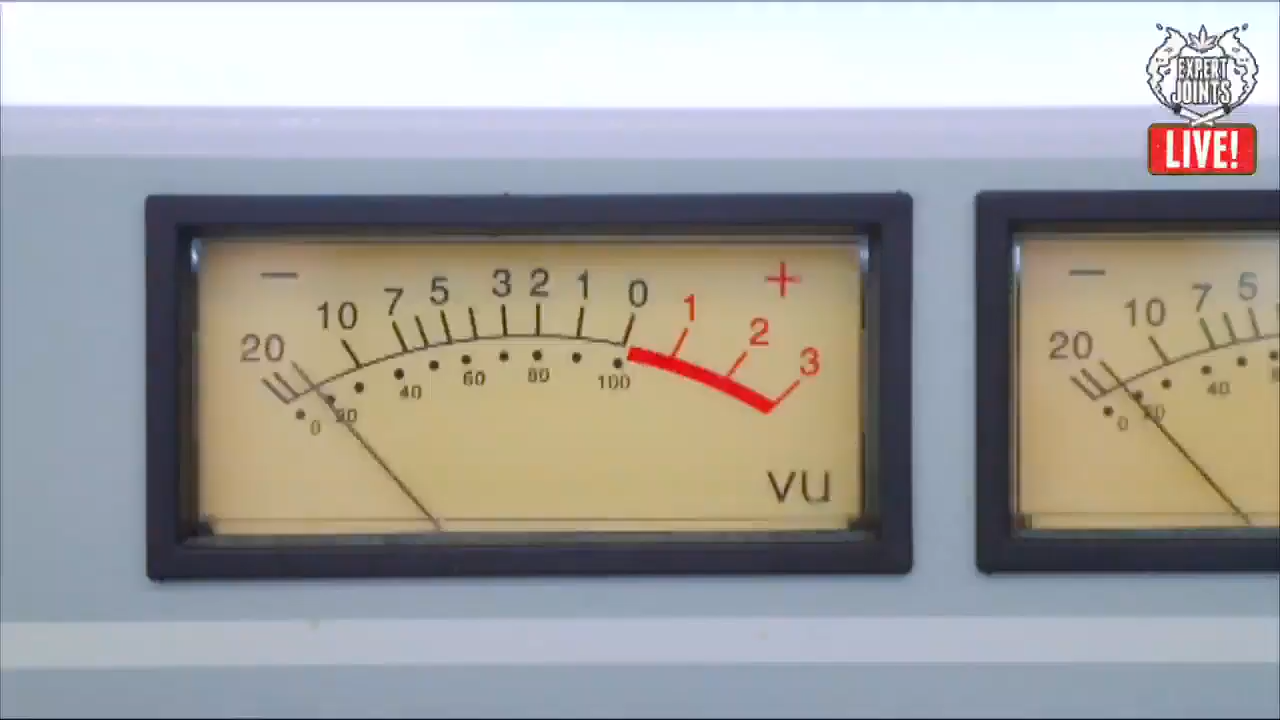 EXPERT
JOINTS
LIVE!
− +
20 10 7 5 3 2 1 0 1 2 3
0 20 40 60 80 100
VU
−
20 10 7 5
0 20 40